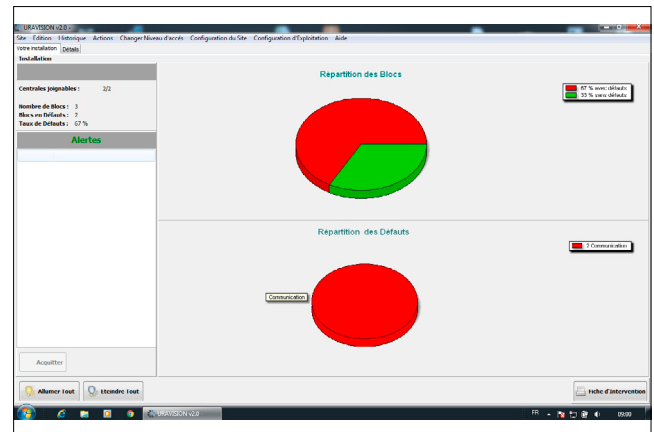 URAVISION v2.0 -
Site Edition Historique Actions Changer Niveau d'accés Configuration du Site Configuration d'Exploitation Aide
Votre installation Détails
Installation
Centrales joignables : 2/2
Nombre de Blocs : 3
Blocs en Défauts : 2
Taux de Défauts : 67 %
Alertes
Acquitter
Répartition des Blocs
67 % avec défauts
33 % sans défauts
Répartition des Défauts
2 Communication
Communication
Allumer Tout Eteindre Tout Fiche d'Intervention
URAVISION v2.0 FR 09:00